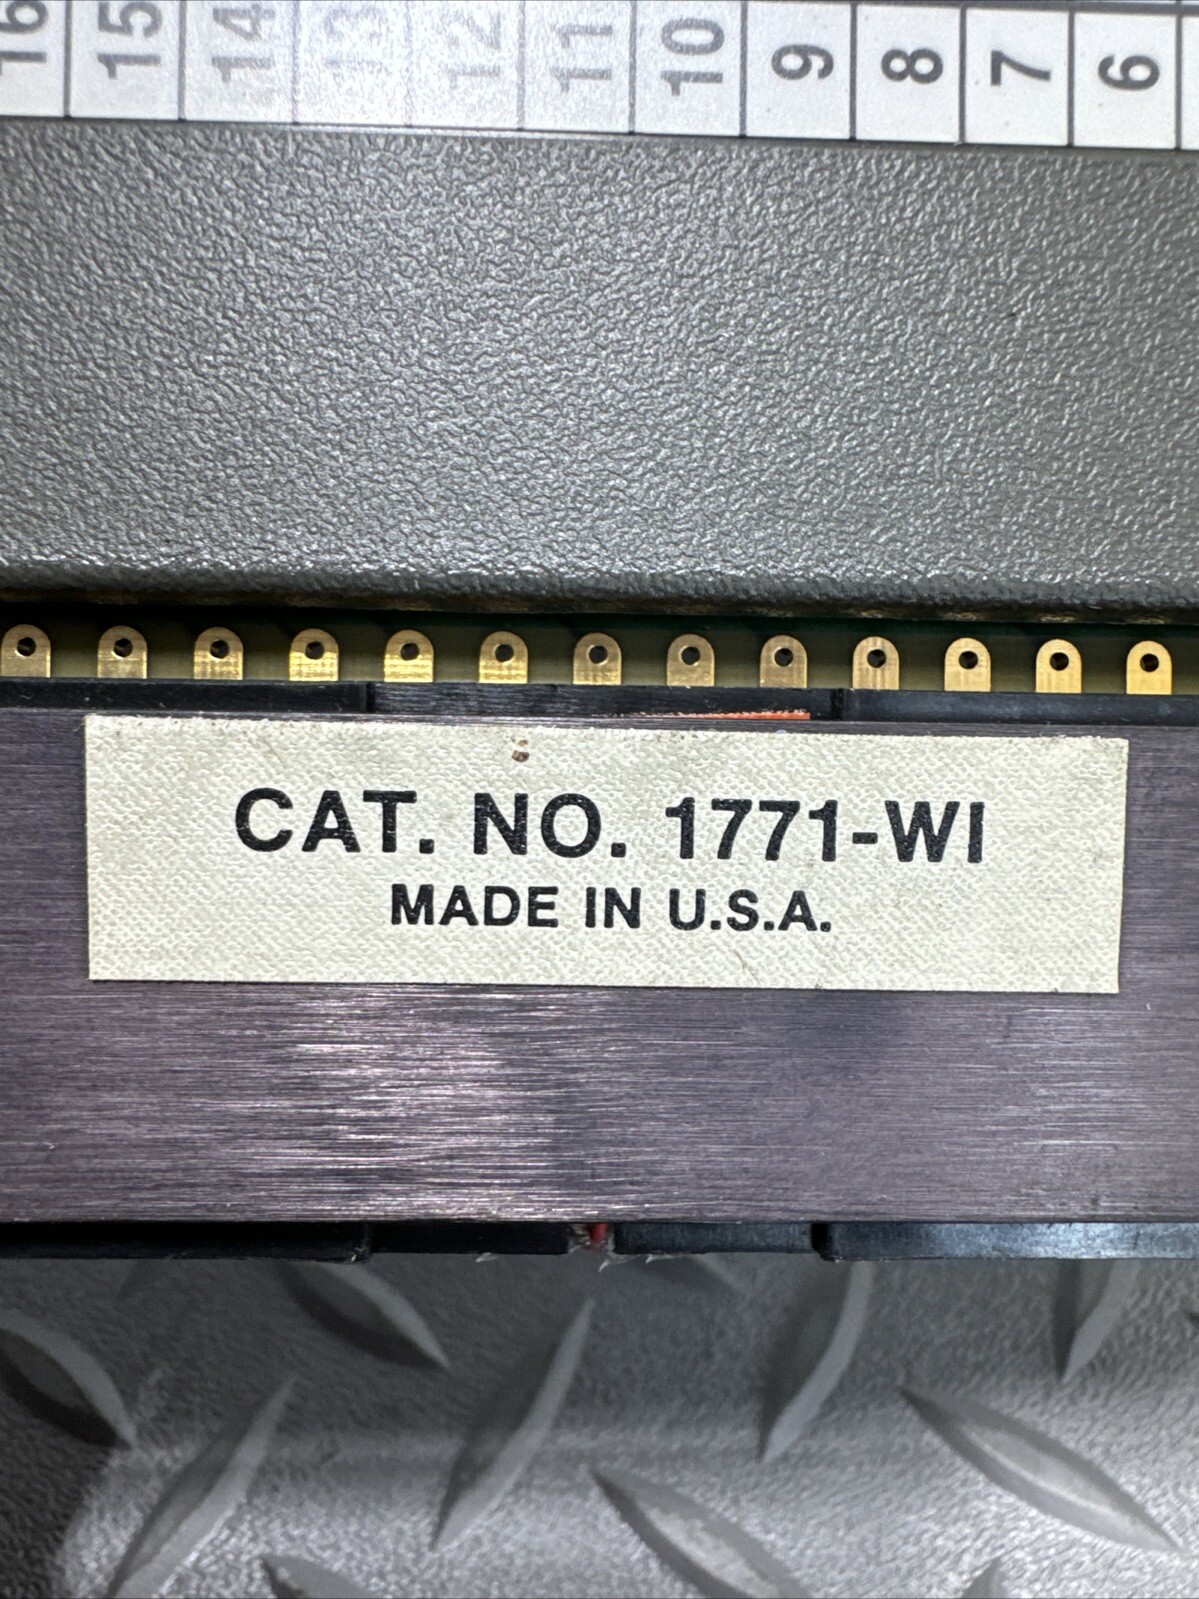 16 15 14 13 12 11 10 9 8 7 6
CAT. NO. 1771-WI
MADE IN U.S.A.